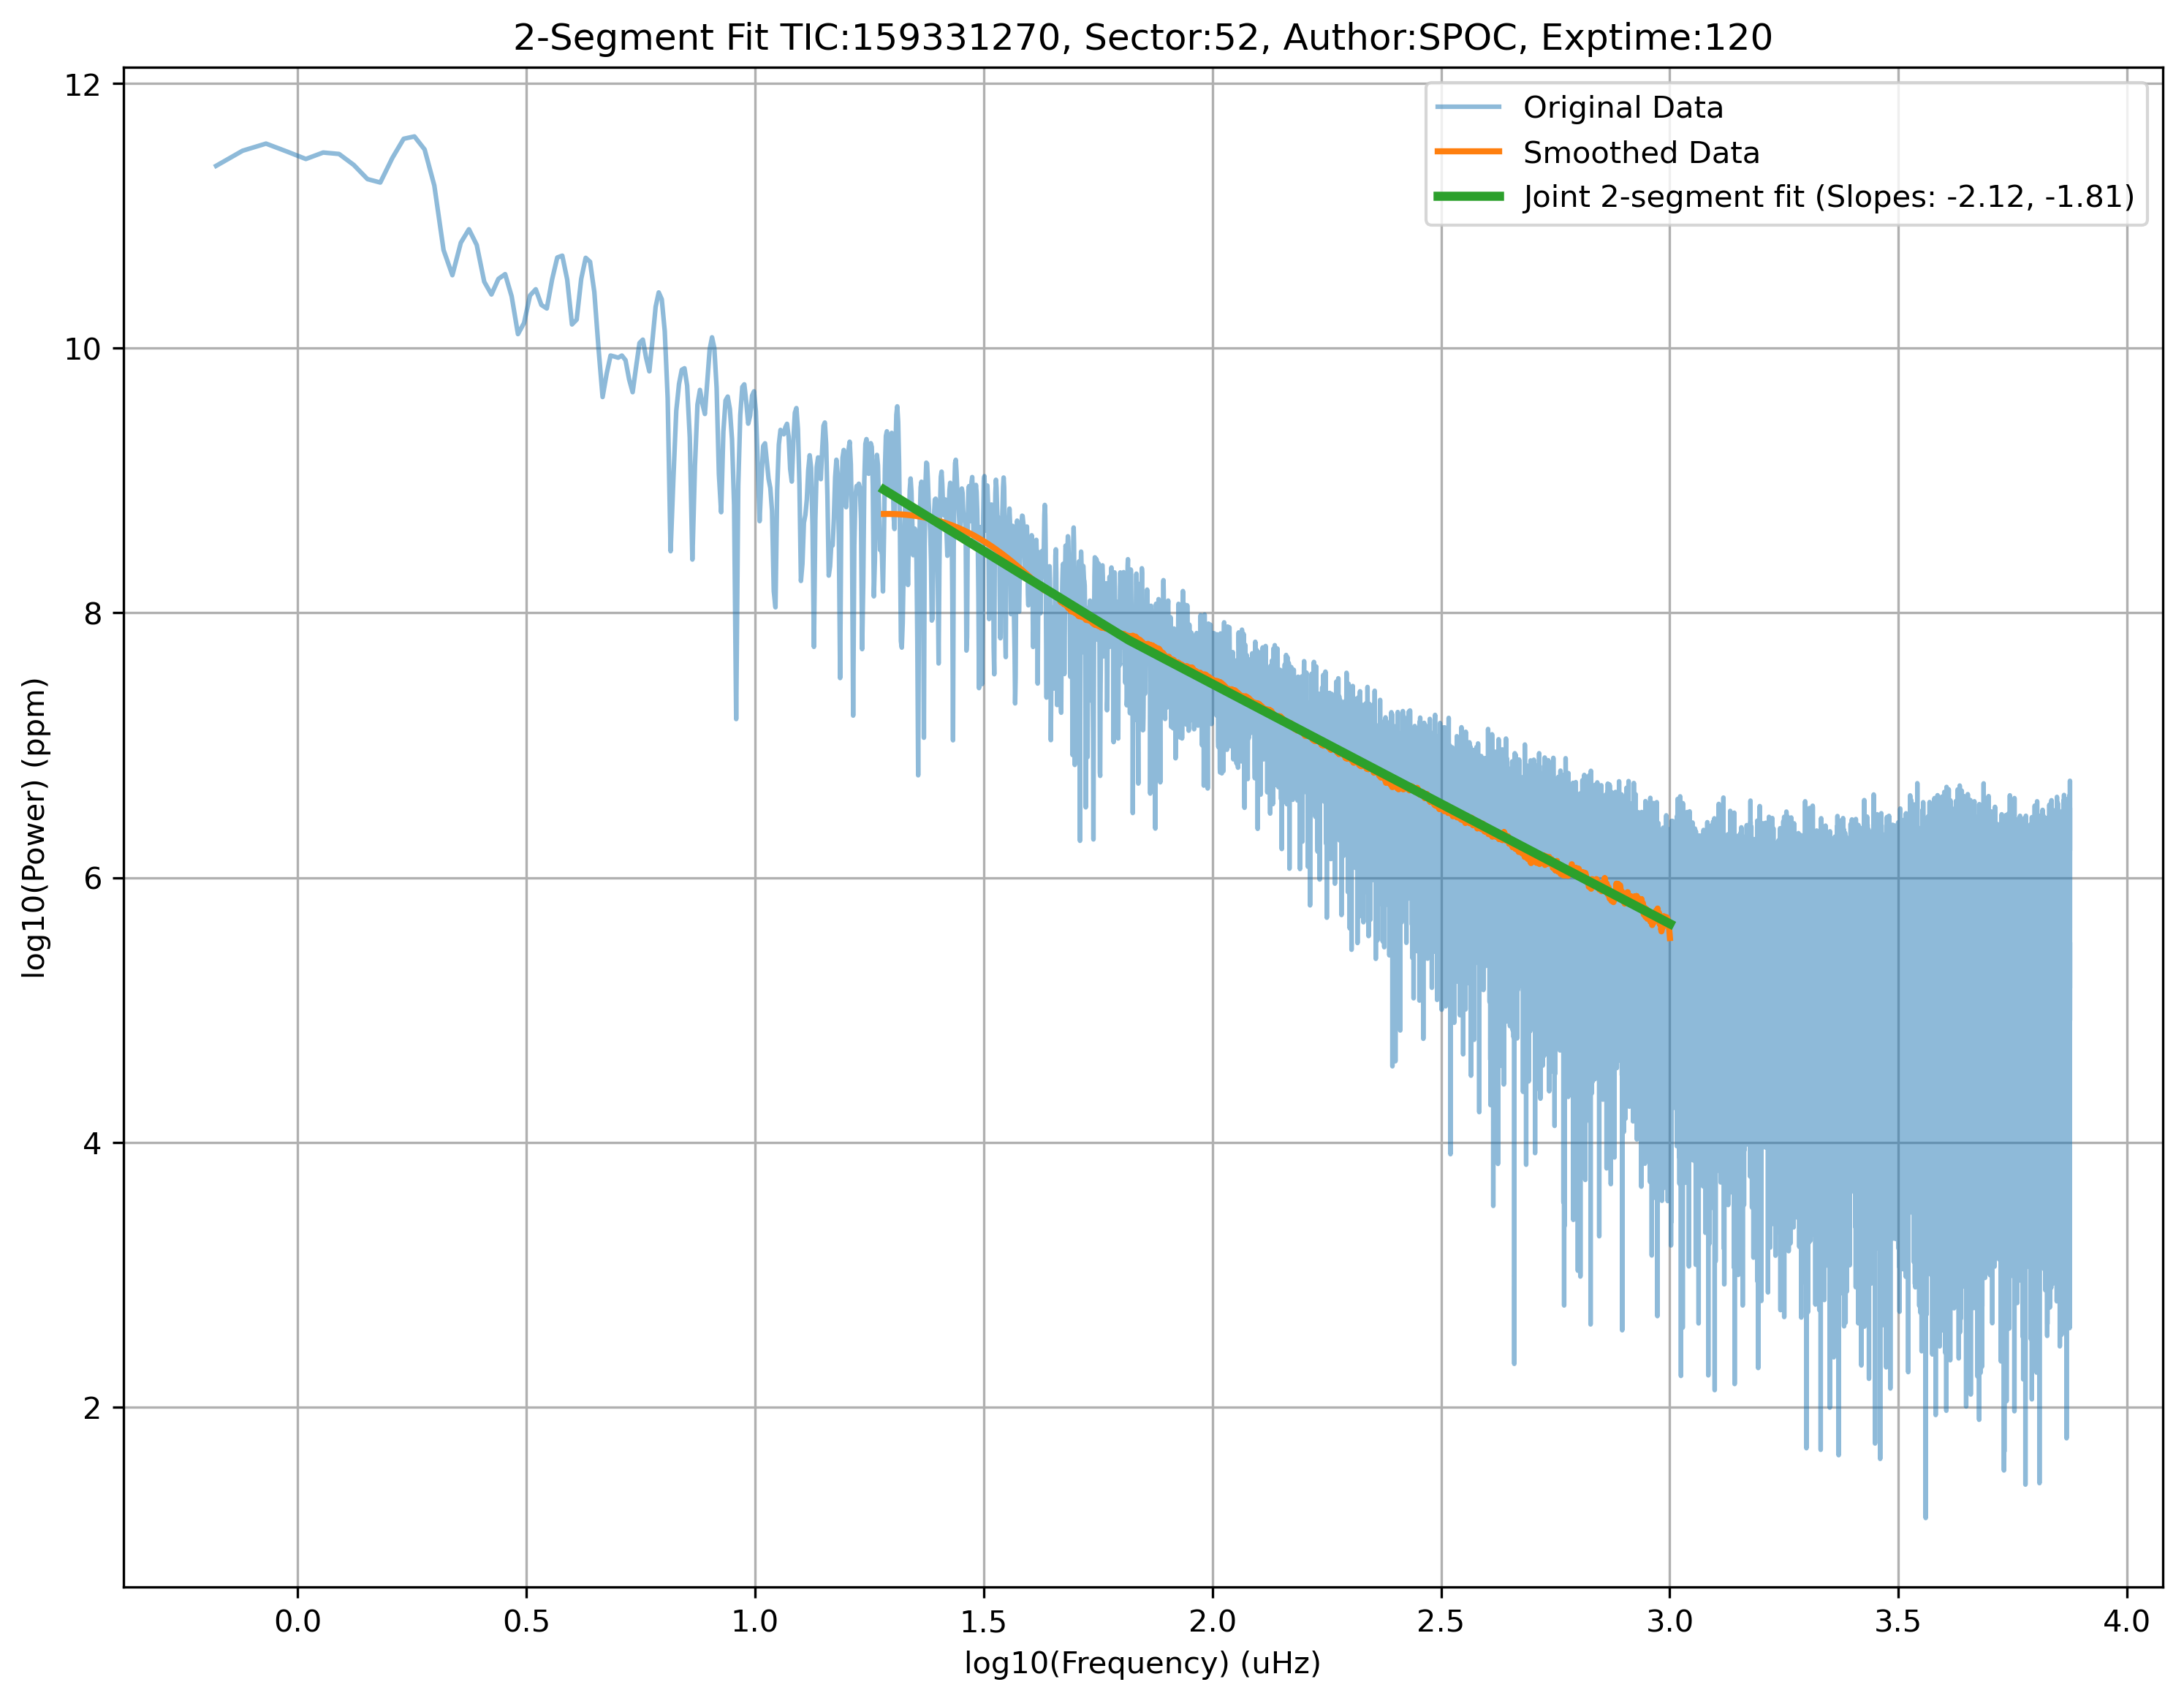 2-Segment Fit TIC:159331270, Sector:52, Author:SPOC, Exptime:120
Original Data
Smoothed Data
Joint 2-segment fit (Slopes: -2.12, -1.81)
log10(Power) (ppm)
12
10
8
6
4
2
0.0 0.5 1.0 1.5 2.0 2.5 3.0 3.5 4.0
log10(Frequency) (uHz)